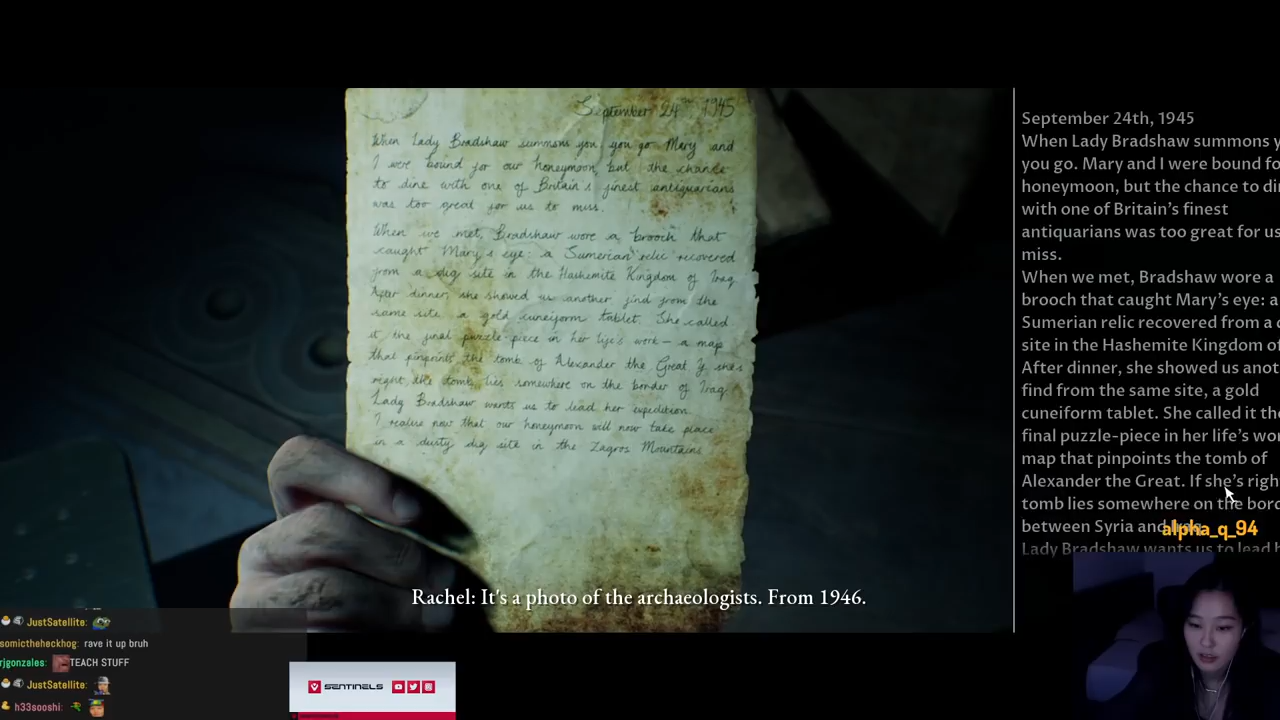 September 24th 1945
When Lady Bradshaw summons you, you go. Mary and
I were bound for our honeymoon, but the chance
to dine with one of Britain's finest antiquarians
was too great for us to miss.
When we met, Bradshaw wore a brooch that
caught Mary's eye: a Sumerian relic recovered
from a dig site in the Hashemite Kingdom of Iraq
After dinner, she showed us another find from the
same site, a gold cuneiform tablet. She called
it the final puzzle-piece in her life's work – a map
that pinpoints the tomb of Alexander the Great. If she's
right, the tomb lies somewhere on the border of Iraq
Lady Bradshaw wants us to lead her expedition.
I realise now that our honeymoon will now take place
in a dusty dig site in the Zagros Mountains
September 24th, 1945
When Lady Bradshaw summons y
you go. Mary and I were bound fo
honeymoon, but the chance to di
with one of Britain's finest
antiquarians was too great for us
miss.
When we met, Bradshaw wore a
brooch that caught Mary's eye: a
Sumerian relic recovered from a d
site in the Hashemite Kingdom of
After dinner, she showed us anot
find from the same site, a gold
cuneiform tablet. She called it the
final puzzle-piece in her life's wor
map that pinpoints the tomb of
Alexander the Great. If she's righ
tomb lies somewhere on the bord
between Syria and
alpha_q_94
Lady Bradshaw wants us to lead h
Rachel: It's a photo of the archaeologists. From 1946.
JustSatellite:
somictheheckhog: rave it up bruh
rjgonzales: TEACH STUFF
JustSatellite:
h33sooshi:
SENTINELS